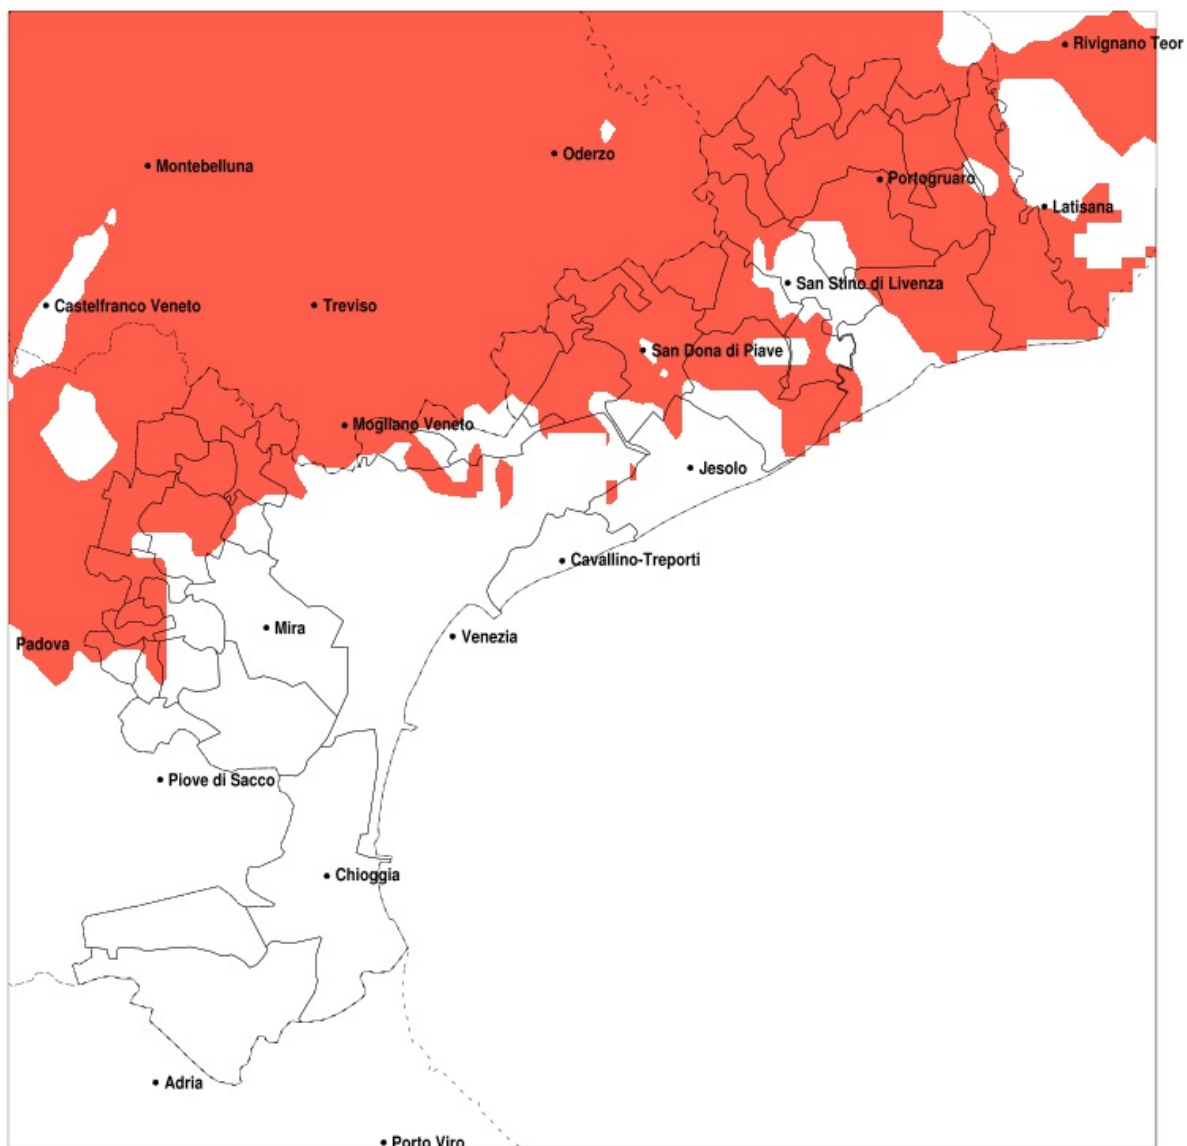 Rivignano Teor
Oderzo
Montebelluna
Portogruaro
Latisana
San Stino di Livenza
Castelfranco Veneto
Treviso
San Dona di Piave
Mogliano Veneto
Jesolo
Cavallino-Treporti
Mira
Venezia
Padova
Piove di Sacco
Chioggia
Adria
Porto Viro